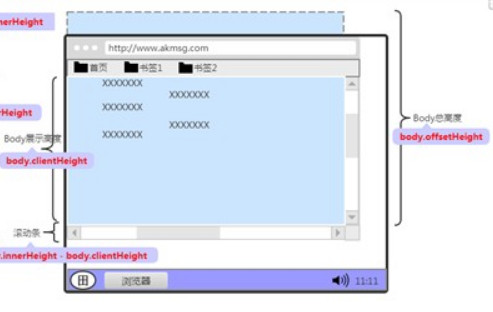 nerHeight
http://www.akmsg.com
首页 书签1 书签2
XXXXXXX
XXXXXXX
XXXXXXX
XXXXXXX
XXXXXXX
rHeight
Body展示高度
body.clientHeight
Body总高度
body.offsetHeight
滚动条
.innerHeight - body.clientHeight
田 浏览器 11:11